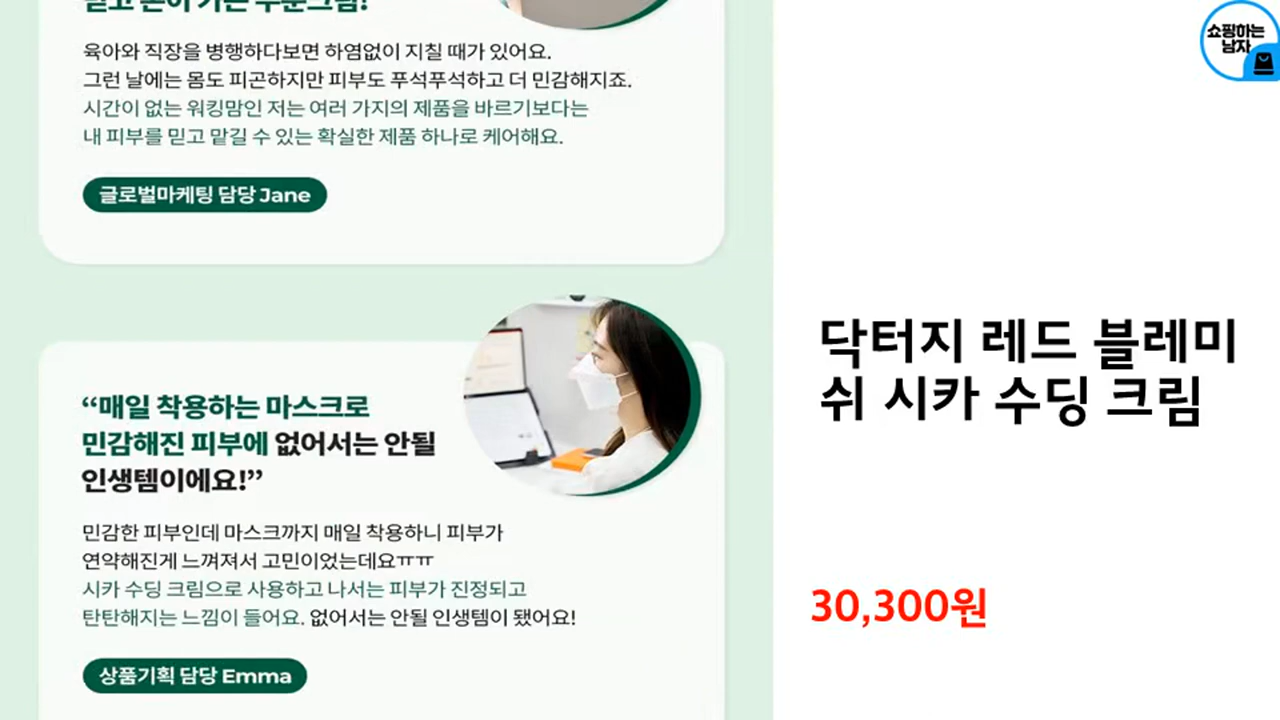 육아와 직장을 병행하다보면 하염없이 지칠 때가 있어요.
그런 날에는 몸도 피곤하지만 피부도 푸석푸석하고 더 민감해지죠.
시간이 없는 워킹맘인 저는 여러 가지의 제품을 바르기보다는
내 피부를 믿고 맡길 수 있는 확실한 제품 하나로 케어해요.
글로벌마케팅 담당 Jane
“매일 착용하는 마스크로
민감해진 피부에 없어서는 안될
인생템이에요!”
민감한 피부인데 마스크까지 매일 착용하니 피부가
연약해진게 느껴져서 고민이었는데요ㅠㅠ
시카 수딩 크림으로 사용하고 나서는 피부가 진정되고
탄탄해지는 느낌이 들어요. 없어서는 안될 인생템이 됐어요!
상품기획 담당 Emma
쇼핑하는
남자
닥터지 레드 블레미
쉬 시카 수딩 크림
30,300원